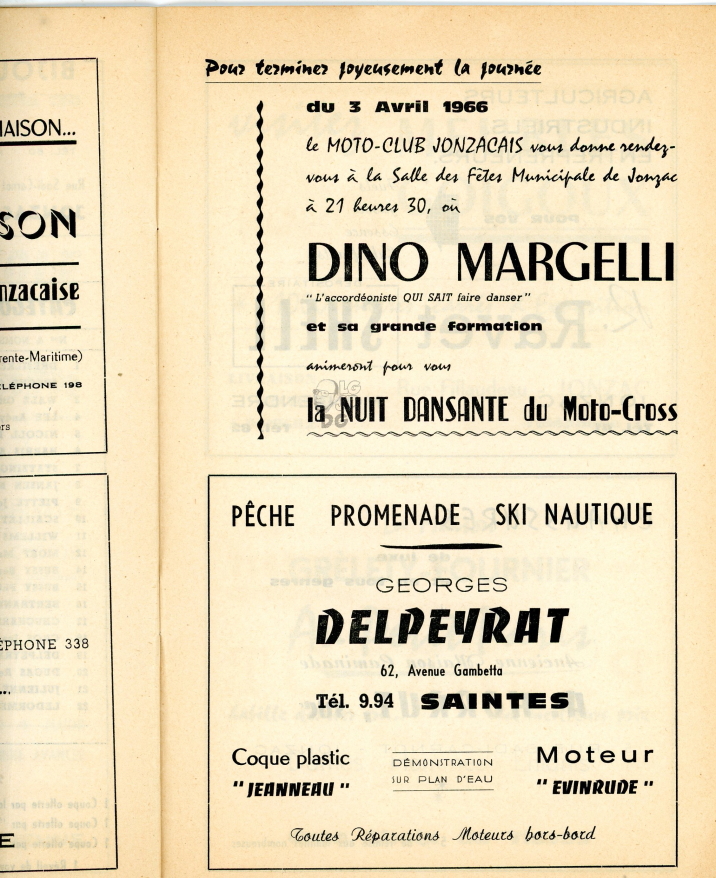 AISON...
SON
nzacaise
rente-Maritime)
ÉLÉPHONE 198
ers
ÉPHONE 338
...
E
Pour terminer joyeusement la journée
du 3 Avril 1966
le MOTO-CLUB JONZACAIS vous donne rendez-
vous à la Salle des Fêtes Municipale de Jonzac
à 21 heures 30, où
DINO MARGELLI
"L'accordéoniste QUI SAIT faire danser"
et sa grande formation
animeront pour vous
la NUIT DANSANTE du Moto-Cross
PÊCHE PROMENADE SKI NAUTIQUE
GEORGES
DELPEYRAT
62, Avenue Gambetta
Tél. 9.94 SAINTES
Coque plastic
"JEANNEAU"
DÉMONSTRATION
SUR PLAN D'EAU
Moteur
"EVINRUDE"
Toutes Réparations Moteurs hors-bord